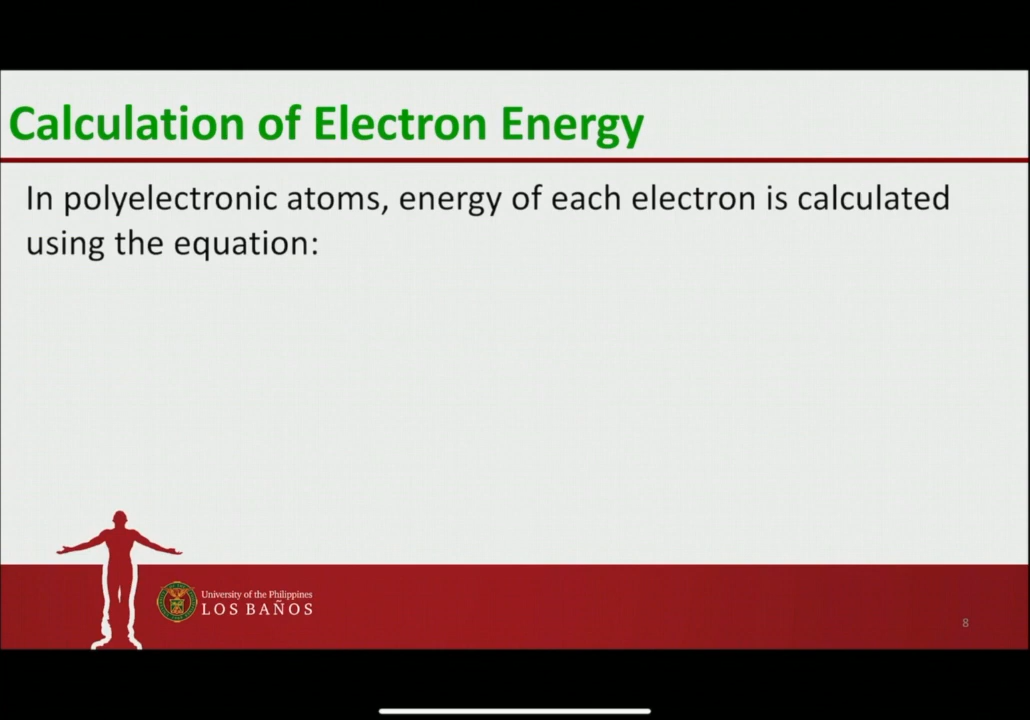 Calculation of Electron Energy
In polyelectronic atoms, energy of each electron is calculated
using the equation:
University of the Philippines
LOS BAÑOS
8